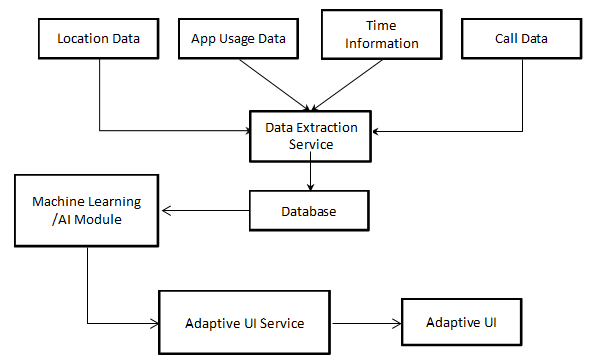 Location Data
App Usage Data
Time
Information
Call Data
Data Extraction
Service
Machine Learning
/AI Module
Database
Adaptive UI Service
Adaptive UI